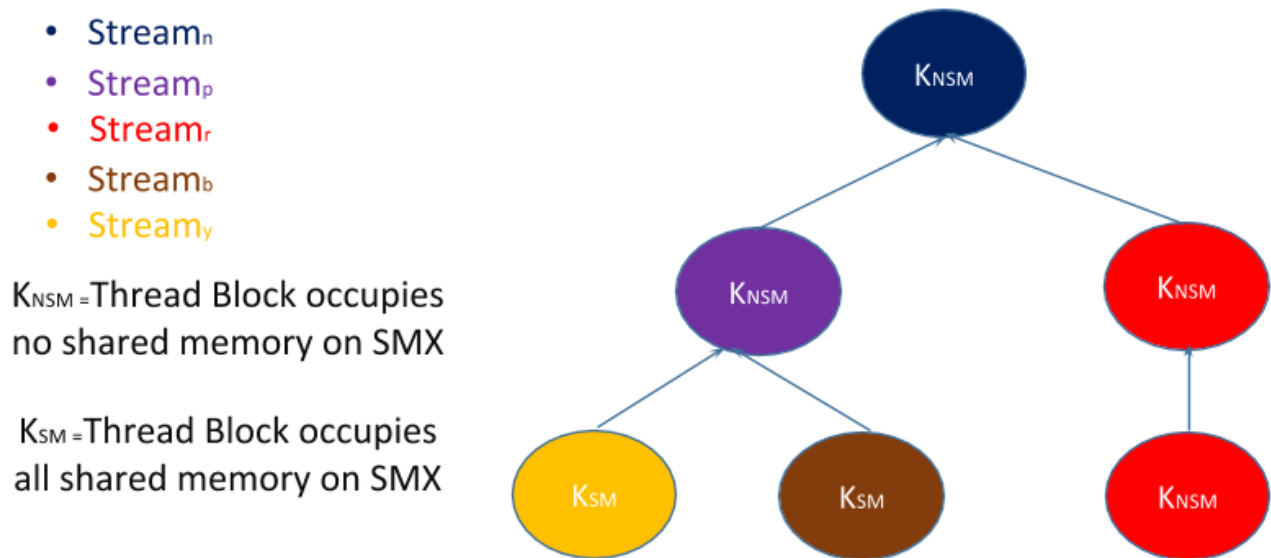 • Streamn
• Streamp
• Streamr
• Streamb
• Streamy
KNSM =Thread Block occupies
no shared memory on SMX
KSM =Thread Block occupies
all shared memory on SMX
KNSM
KNSM
KNSM
KSM
KSM
KNSM